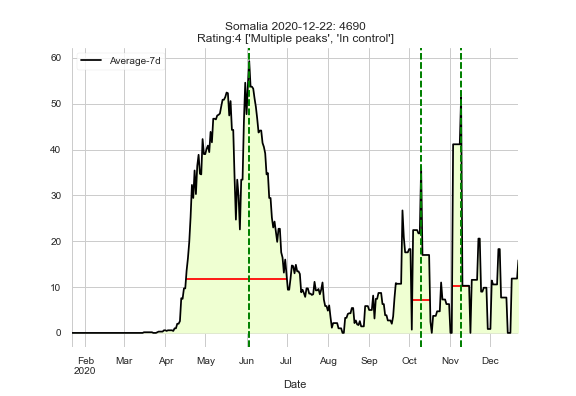 Somalia 2020-12-22: 4690
Rating:4 ['Multiple peaks', 'In control']
Average-7d
60
50
40
30
20
10
0
Feb Mar Apr May Jun Jul Aug Sep Oct Nov Dec
2020
Date